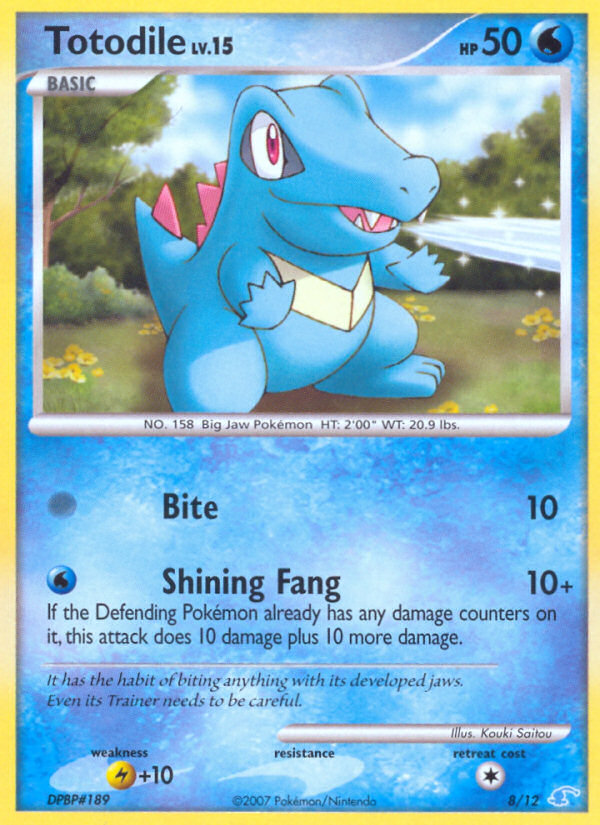 Totodile LV.15 HP 50
BASIC
NO. 158 Big Jaw Pokémon HT: 2'00" WT: 20.9 lbs.
Bite 10
Shining Fang 10+
If the Defending Pokémon already has any damage counters on
it, this attack does 10 damage plus 10 more damage.
It has the habit of biting anything with its developed jaws.
Even its Trainer needs to be careful.
Illus. Kouki Saitou
weakness resistance retreat cost
+10
DPBP#189 ©2007 Pokémon/Nintendo 8/12